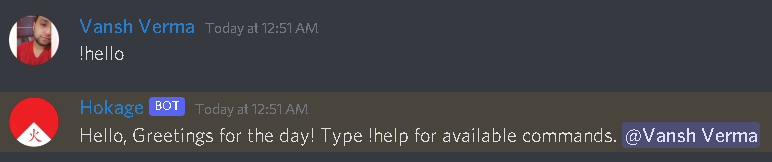 Vansh Verma Today at 12:51 AM
!hello
Hokage BOT Today at 12:51 AM
火
Hello, Greetings for the day! Type !help for available commands. @Vansh Verma